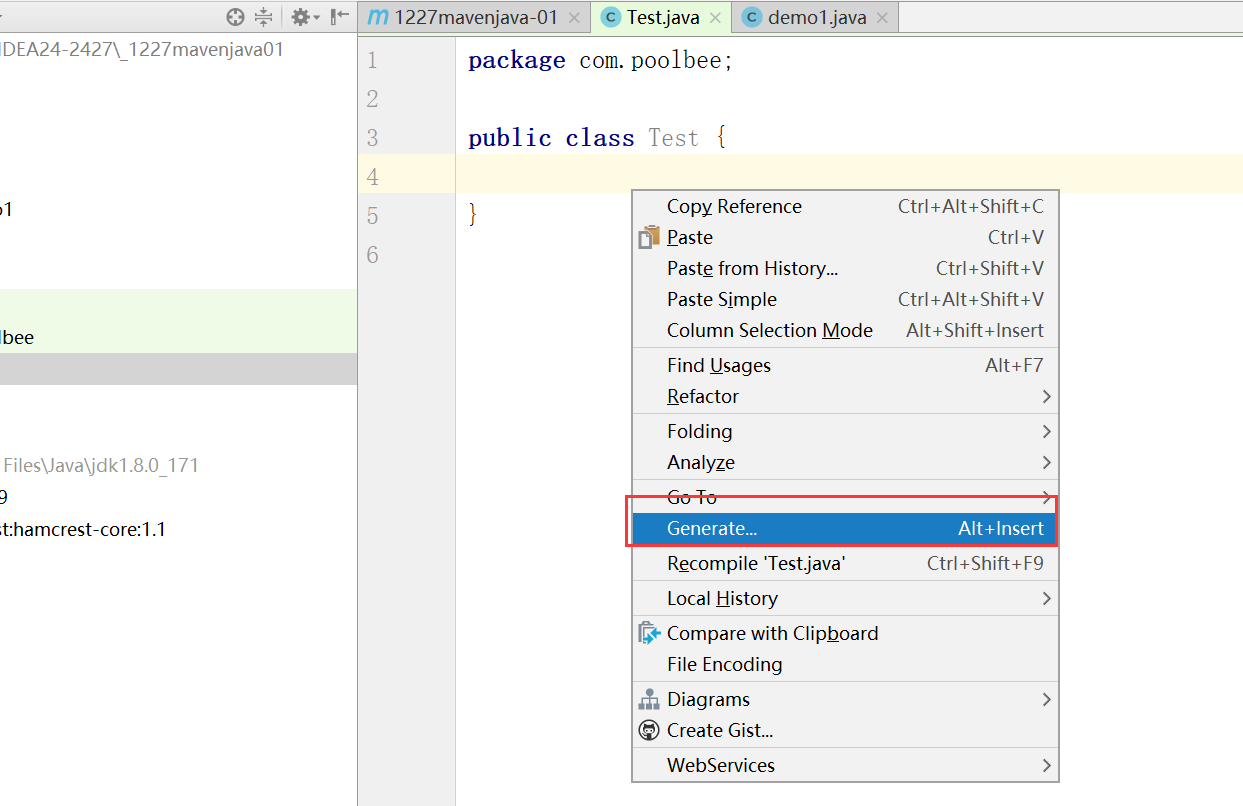 1227mavenjava-01
Test.java
demo1.java
IDEA24-2427\_1227mavenjava01
1 package com.poolbee;
2
3 public class Test {
4
5 }
6
lbee
Files\Java\jdk1.8.0_171
9
st:hamcrest-core:1.1
Copy Reference Ctrl+Alt+Shift+C
Paste Ctrl+V
Paste from History... Ctrl+Shift+V
Paste Simple Ctrl+Alt+Shift+V
Column Selection Mode Alt+Shift+Insert
Find Usages Alt+F7
Refactor
Folding
Analyze
Go To
Generate... Alt+Insert
Recompile 'Test.java' Ctrl+Shift+F9
Local History
Compare with Clipboard
File Encoding
Diagrams
Create Gist...
WebServices